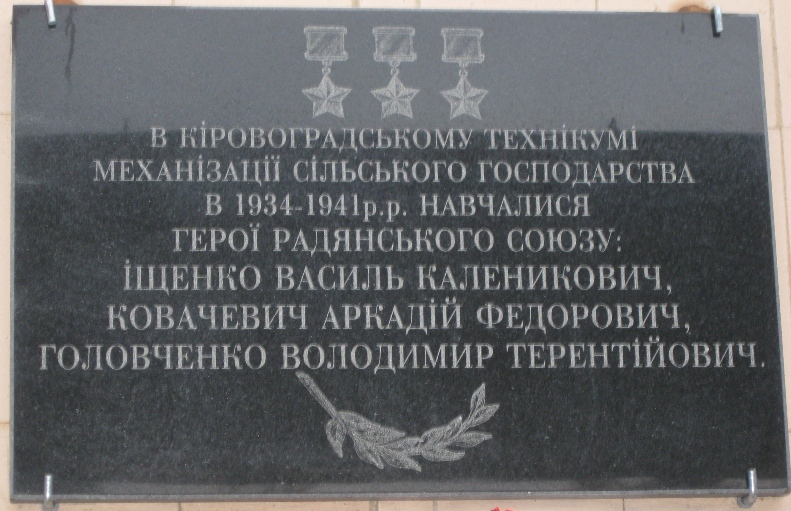 В КІРОВОГРАДСЬКОМУ ТЕХНІКУМІ
МЕХАНІЗАЦІЇ СІЛЬСЬКОГО ГОСПОДАРСТВА
В 1934-1941р.р. НАВЧАЛИСЯ
ГЕРОЇ РАДЯНСЬКОГО СОЮЗУ:
ІЩЕНКО ВАСИЛЬ КАЛЕНИКОВИЧ,
КОВАЧЕВИЧ АРКАДІЙ ФЕДОРОВИЧ,
ГОЛОВЧЕНКО ВОЛОДИМИР ТЕРЕНТІЙОВИЧ.